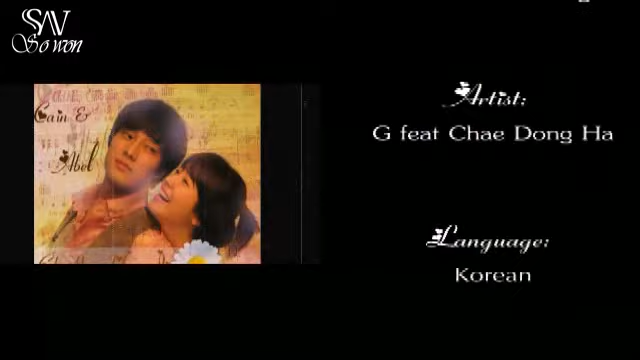 SW
So won
Cain &
Abel
Artist:
G feat Chae Dong Ha
Language:
Korean